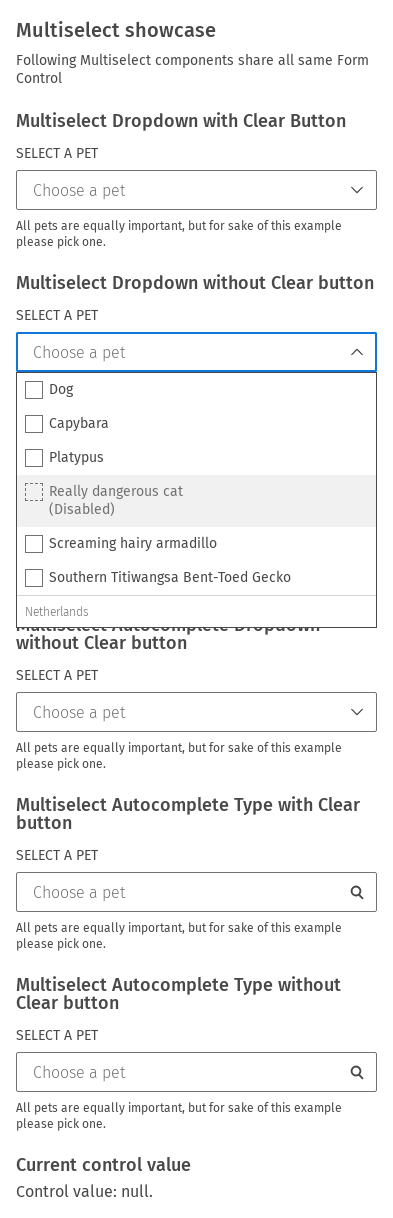 Multiselect showcase
Following Multiselect components share all same Form
Control
Multiselect Dropdown with Clear Button
SELECT A PET
Choose a pet
All pets are equally important, but for sake of this example
please pick one.
Multiselect Dropdown without Clear button
SELECT A PET
Choose a pet
Dog
Capybara
Platypus
Really dangerous cat
(Disabled)
Screaming hairy armadillo
Southern Titiwangsa Bent-Toed Gecko
Netherlands
Multiselect Autocomplete Dropdown
without Clear button
SELECT A PET
Choose a pet
All pets are equally important, but for sake of this example
please pick one.
Multiselect Autocomplete Type with Clear
button
SELECT A PET
Choose a pet
All pets are equally important, but for sake of this example
please pick one.
Multiselect Autocomplete Type without
Clear button
SELECT A PET
Choose a pet
All pets are equally important, but for sake of this example
please pick one.
Current control value
Control value: null.